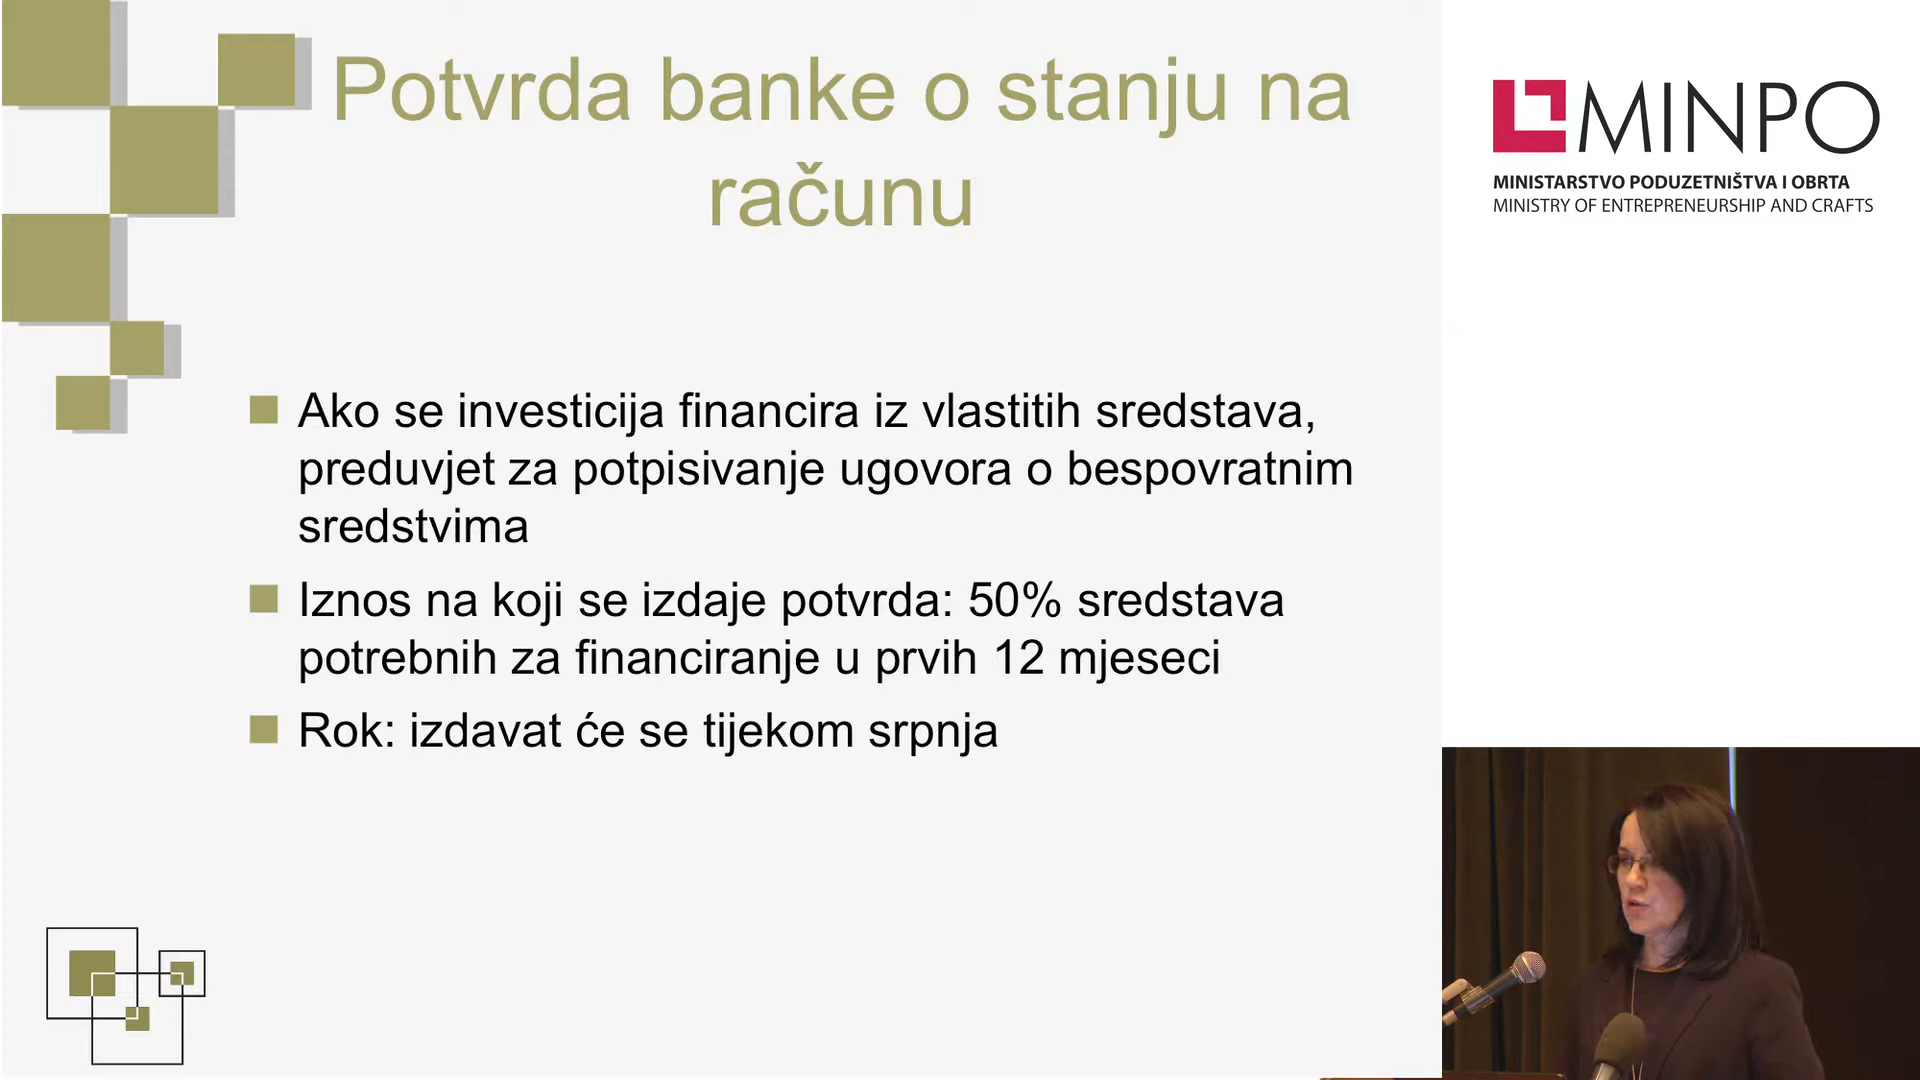 Potvrda banke o stanju na
računu
MINPO
MINISTARSTVO PODUZETNIŠTVA I OBRTA
MINISTRY OF ENTREPRENEURSHIP AND CRAFTS
Ako se investicija financira iz vlastitih sredstava,
preduvjet za potpisivanje ugovora o bespovratnim
sredstvima
Iznos na koji se izdaje potvrda: 50% sredstava
potrebnih za financiranje u prvih 12 mjeseci
Rok: izdavat će se tijekom srpnja